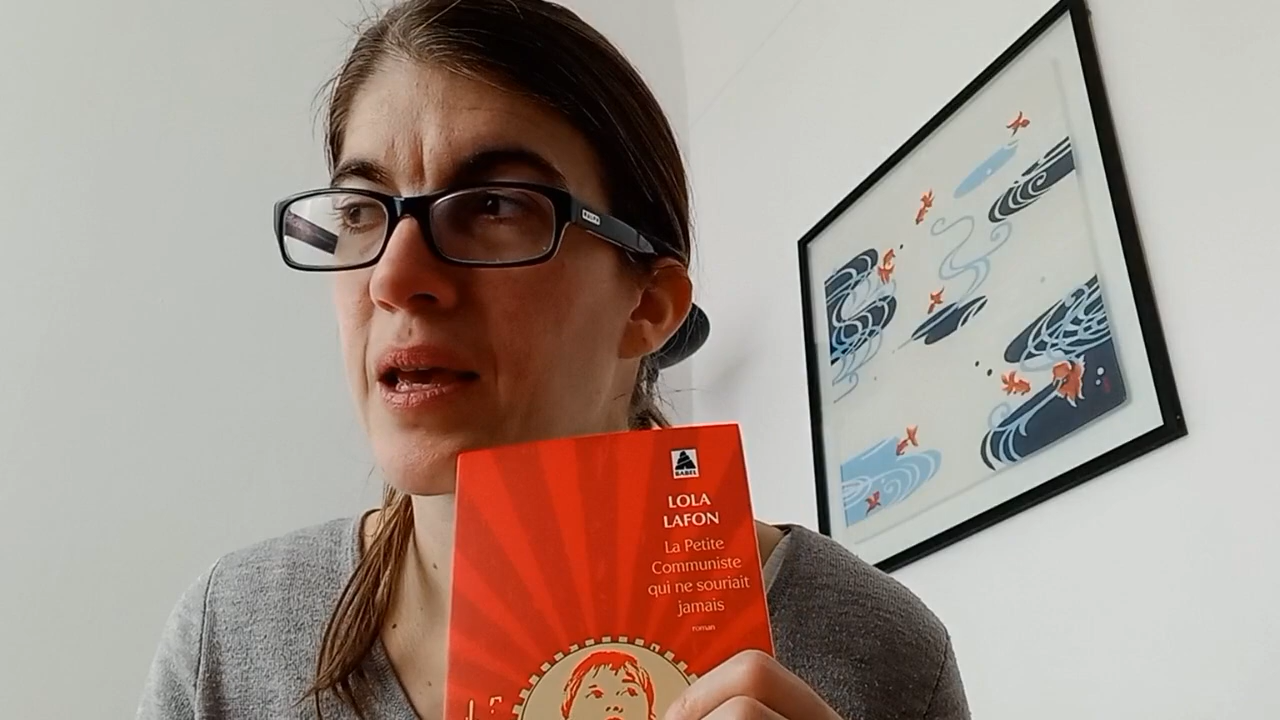 BABEL
LOLA
LAFON
La Petite
Communiste
qui ne souriait
jamais
roman